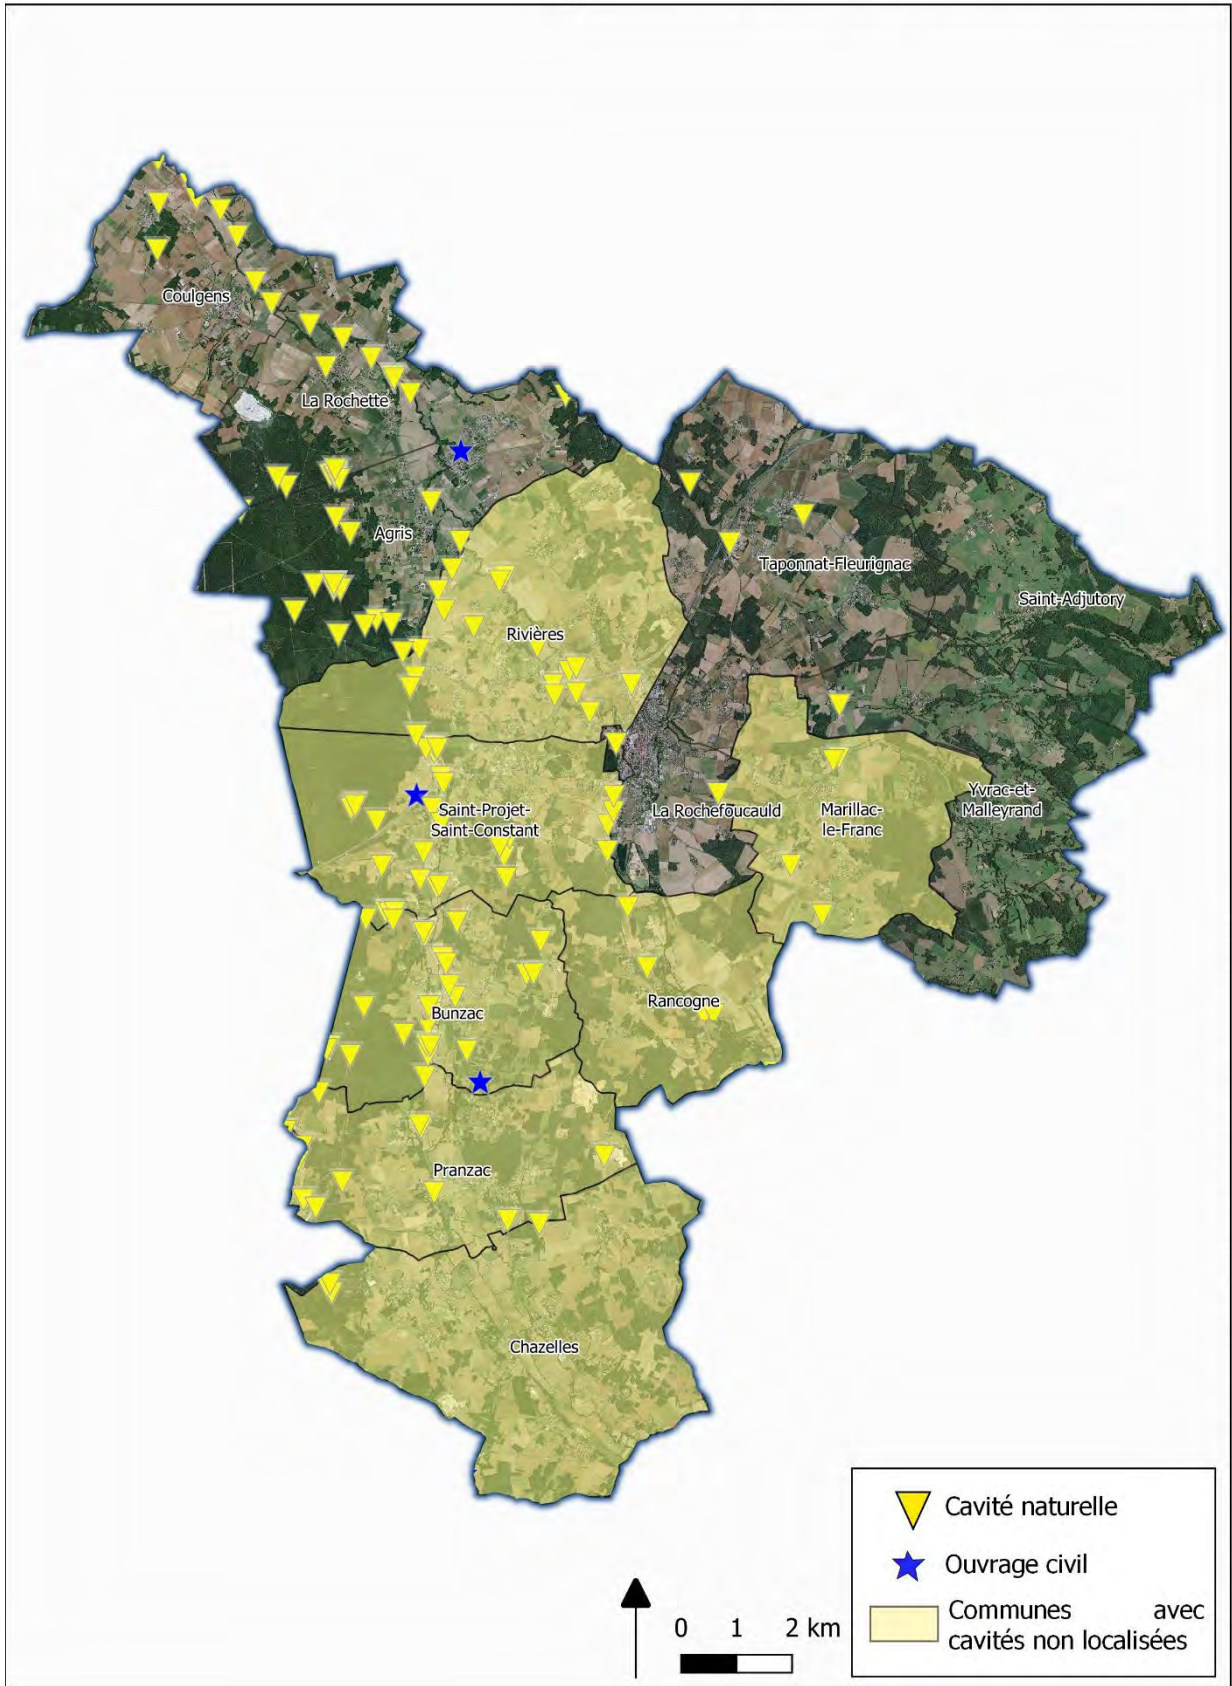 Coulgens
La Rochette
Agris
Taponnat-Fleurignac
Saint-Adjutory
Rivières
Saint-Projet-
Saint-Constant
La Rochefoucauld
Marillac-
le-Franc
Yvrac-et-
Malleyrand
Rancogne
Bunzac
Pranzac
Chazelles
Cavité naturelle
Ouvrage civil
Communes avec
cavités non localisées
0 1 2 km